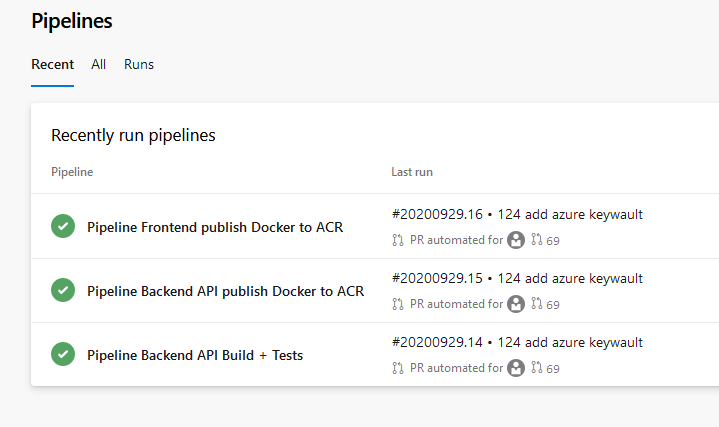 Pipelines
Recent All Runs
Recently run pipelines
Pipeline Last run
Pipeline Frontend publish Docker to ACR
#20200929.16 • 124 add azure keywault
PR automated for 69
Pipeline Backend API publish Docker to ACR
#20200929.15 • 124 add azure keywault
PR automated for 69
Pipeline Backend API Build + Tests
#20200929.14 • 124 add azure keywault
PR automated for 69